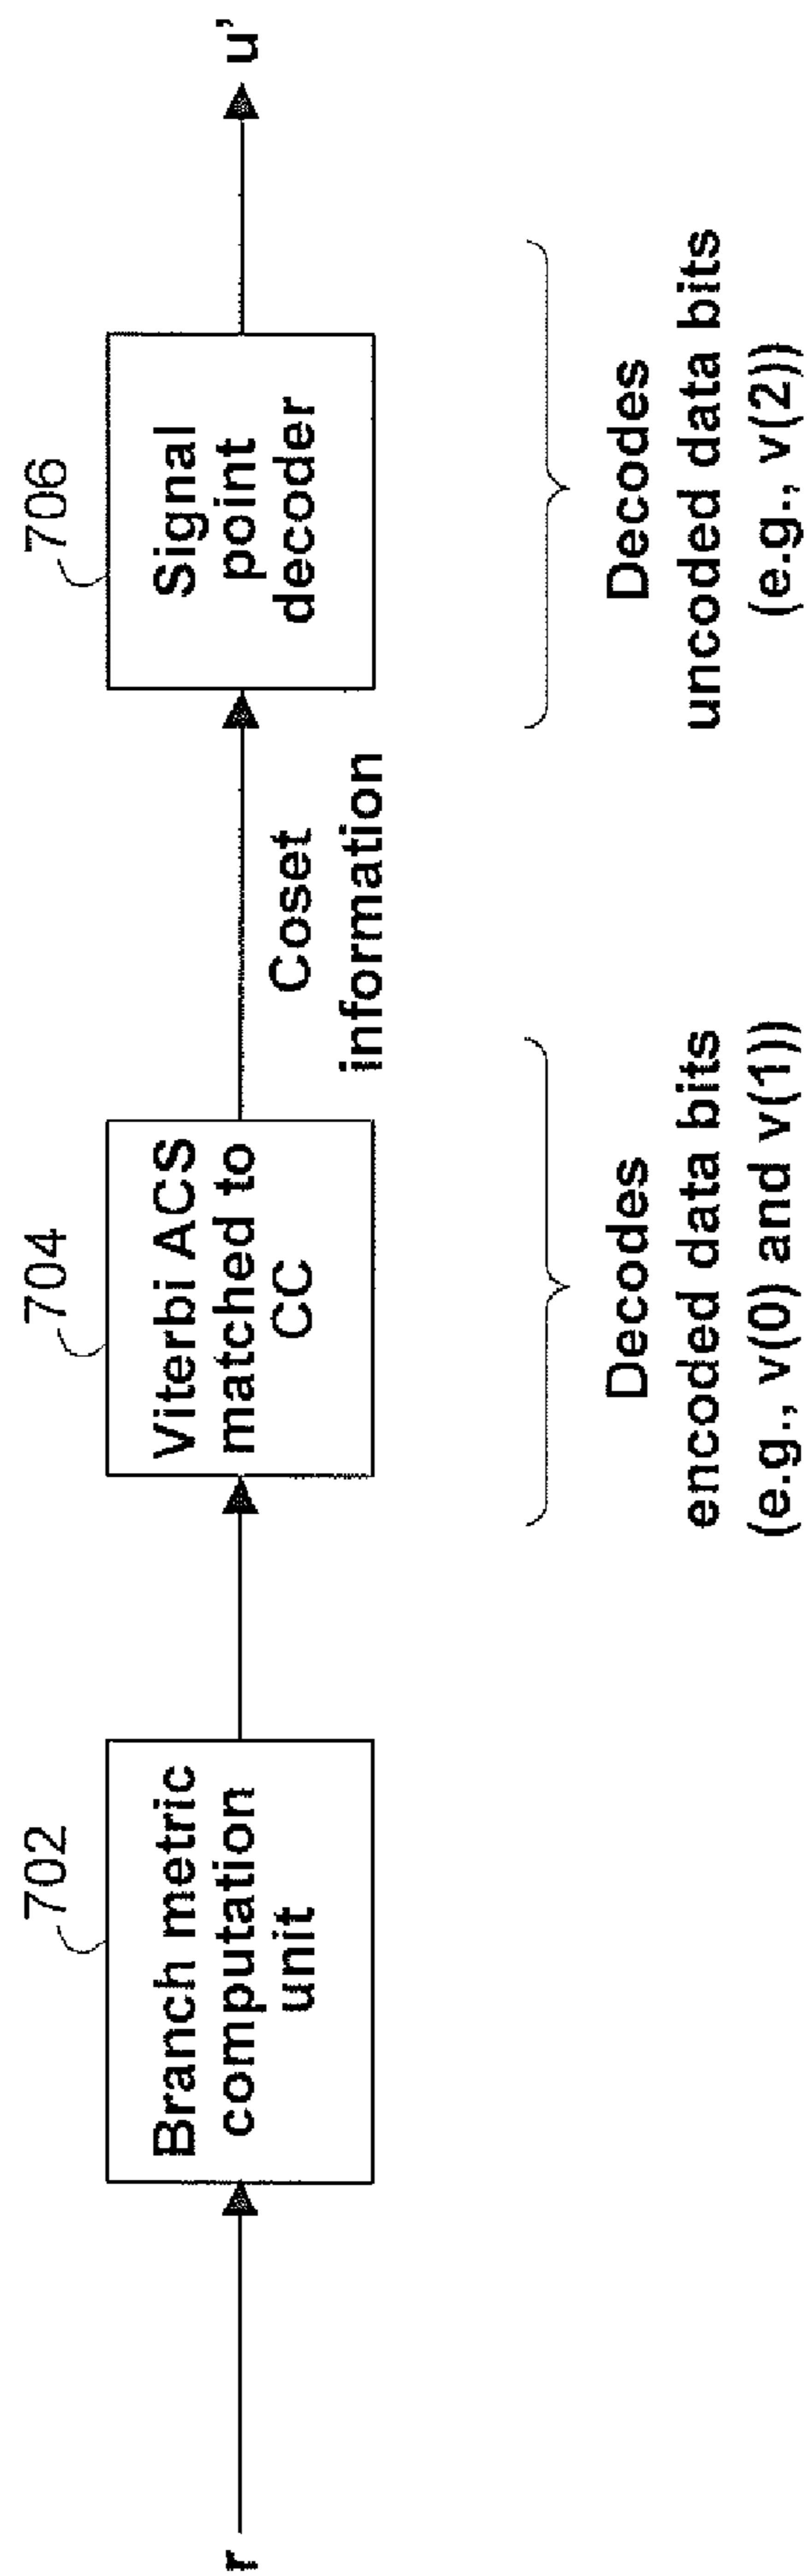 r
702
Branch metric
computation
unit
704
Viterbi ACS
matched to
CC
Coset
information
706
Signal
point
decoder
u'
Decodes
encoded data bits
(e.g., v(0) and v(1))
Decodes
uncoded data bits
(e.g., v(2))